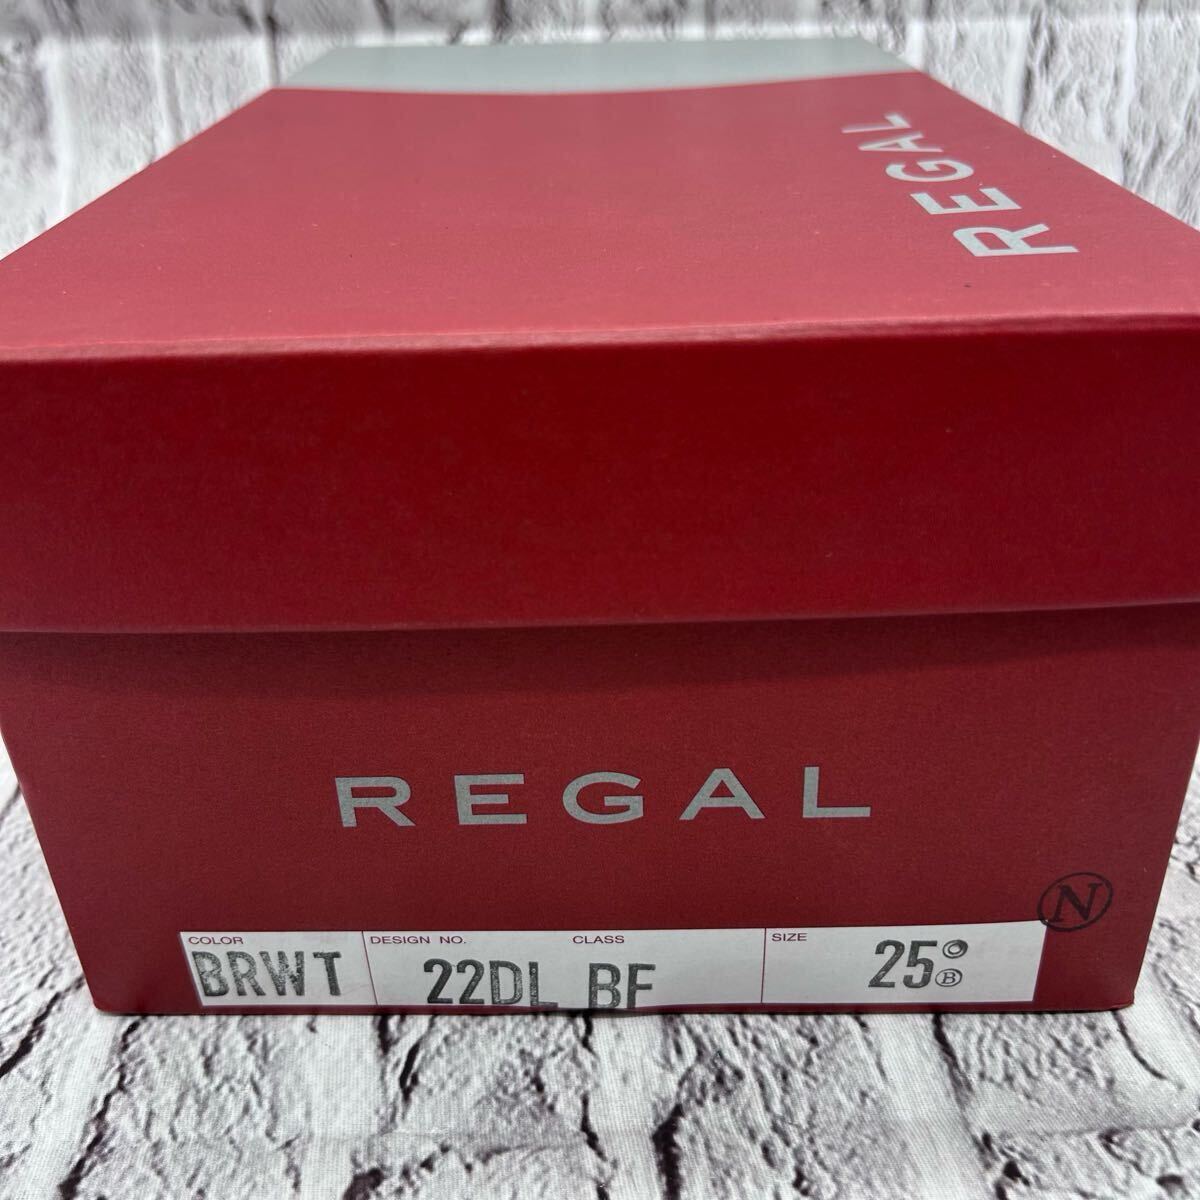 REGAL
REGAL
N
COLOR DESIGN NO. CLASS SIZE
BRWT 22DL BF 25 B